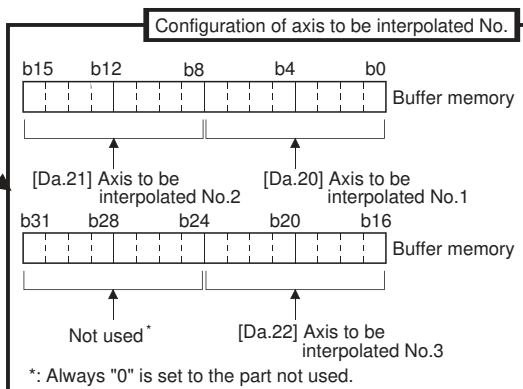 Configuration of axis to be interpolated No.
b15 b12 b8 b4 b0
Buffer memory
[Da.21] Axis to be interpolated No.2
[Da.20] Axis to be interpolated No.1
b31 b28 b24 b20 b16
Buffer memory
Not used*
[Da.22] Axis to be interpolated No.3
*: Always "0" is set to the part not used.